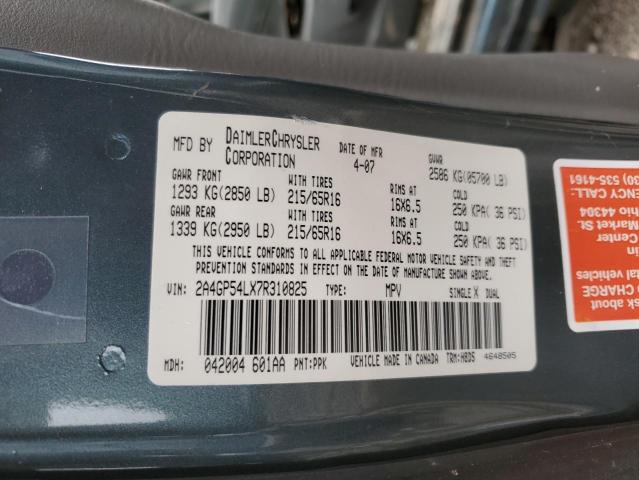 MFD BY DAIMLERCHRYSLER CORPORATION DATE OF MFR 4-07 GVWR 2586 KG(05700 LB)
GAWR FRONT WITH TIRES RIMS AT COLD
1293 KG(2850 LB) 215/65R16 16X6.5 250 KPA( 36 PSI)
GAWR REAR WITH TIRES RIMS AT COLD
1339 KG(2950 LB) 215/65R16 16X6.5 250 KPA( 36 PSI)
THIS VEHICLE CONFORMS TO ALL APPLICABLE FEDERAL MOTOR VEHICLE SAFETY AND THEFT
PREVENTION STANDARDS IN EFFECT ON THE DATE OF MANUFACTURE SHOWN ABOVE.
VIN: 2A4GP54LX7R310825 TYPE: MPV SINGLE X DUAL
MDH: 042004 601AA PNT:PPK VEHICLE MADE IN CANADA TRM:H8D5 4648505
30) 535-4161
ENCY CALL:
hio 44304
Market St.
Center
in
tal vehicles
O CHARGE
sk about